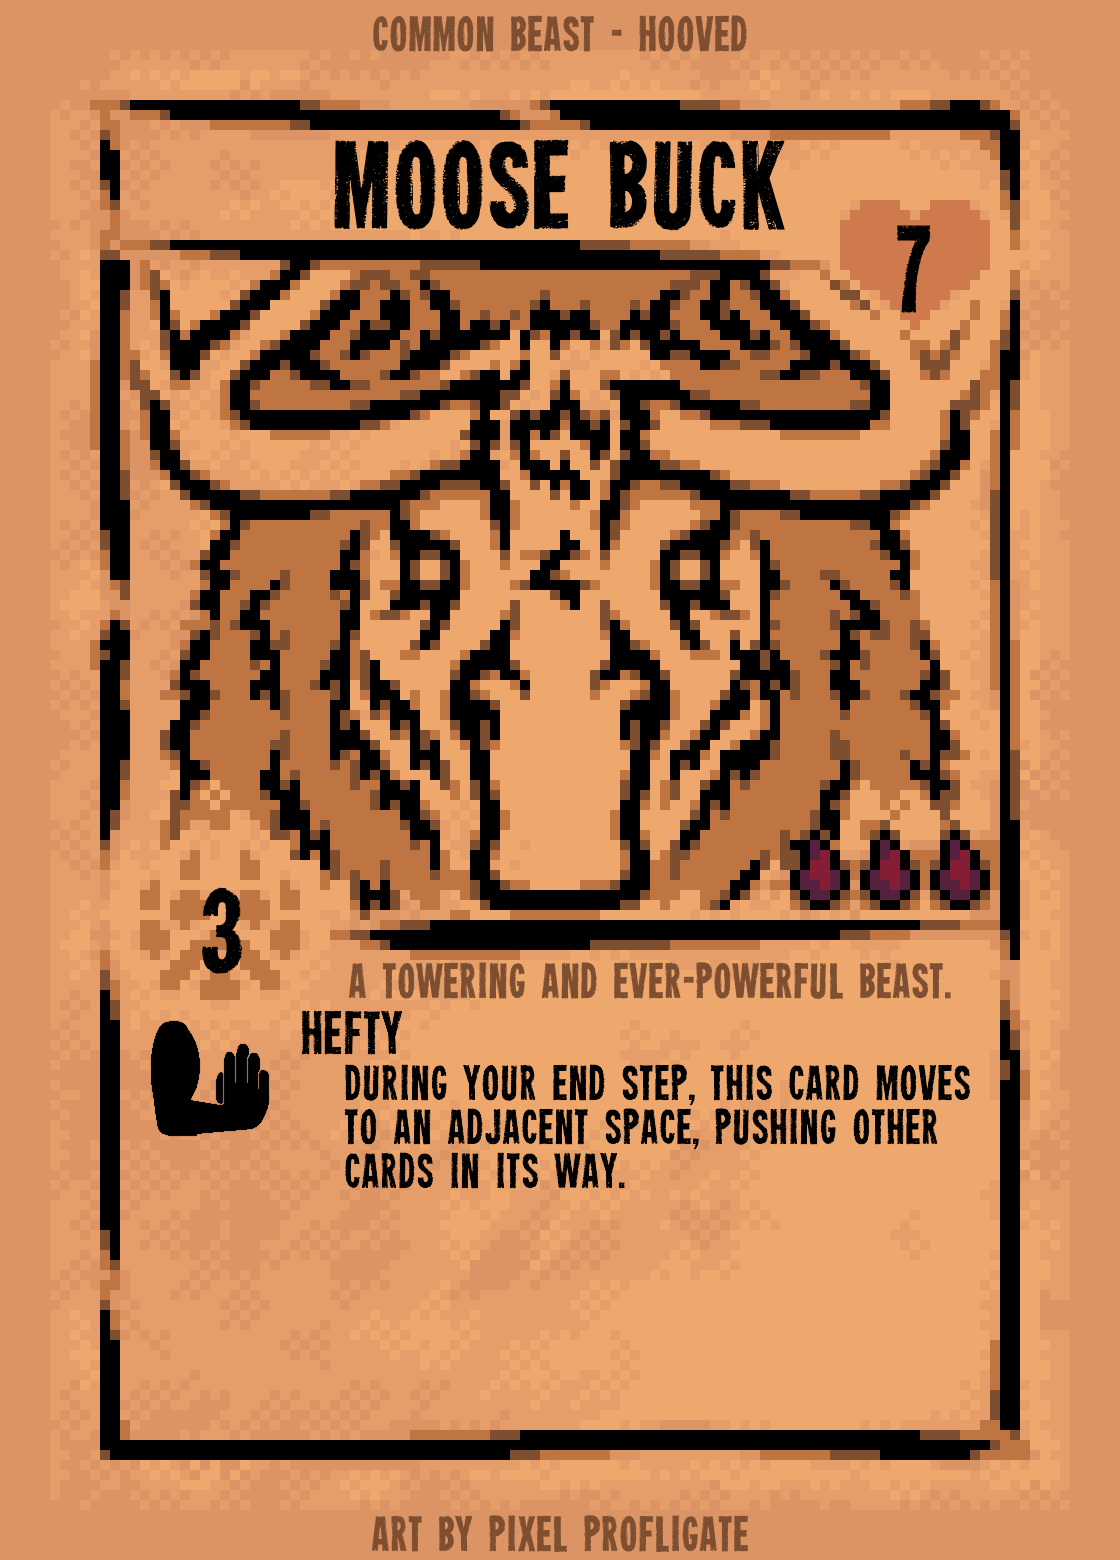 COMMON BEAST - HOOVED
MOOSE BUCK
7
3
A TOWERING AND EVER-POWERFUL BEAST.
HEFTY
DURING YOUR END STEP, THIS CARD MOVES
TO AN ADJACENT SPACE, PUSHING OTHER
CARDS IN ITS WAY.
ART BY PIXEL PROFLIGATE